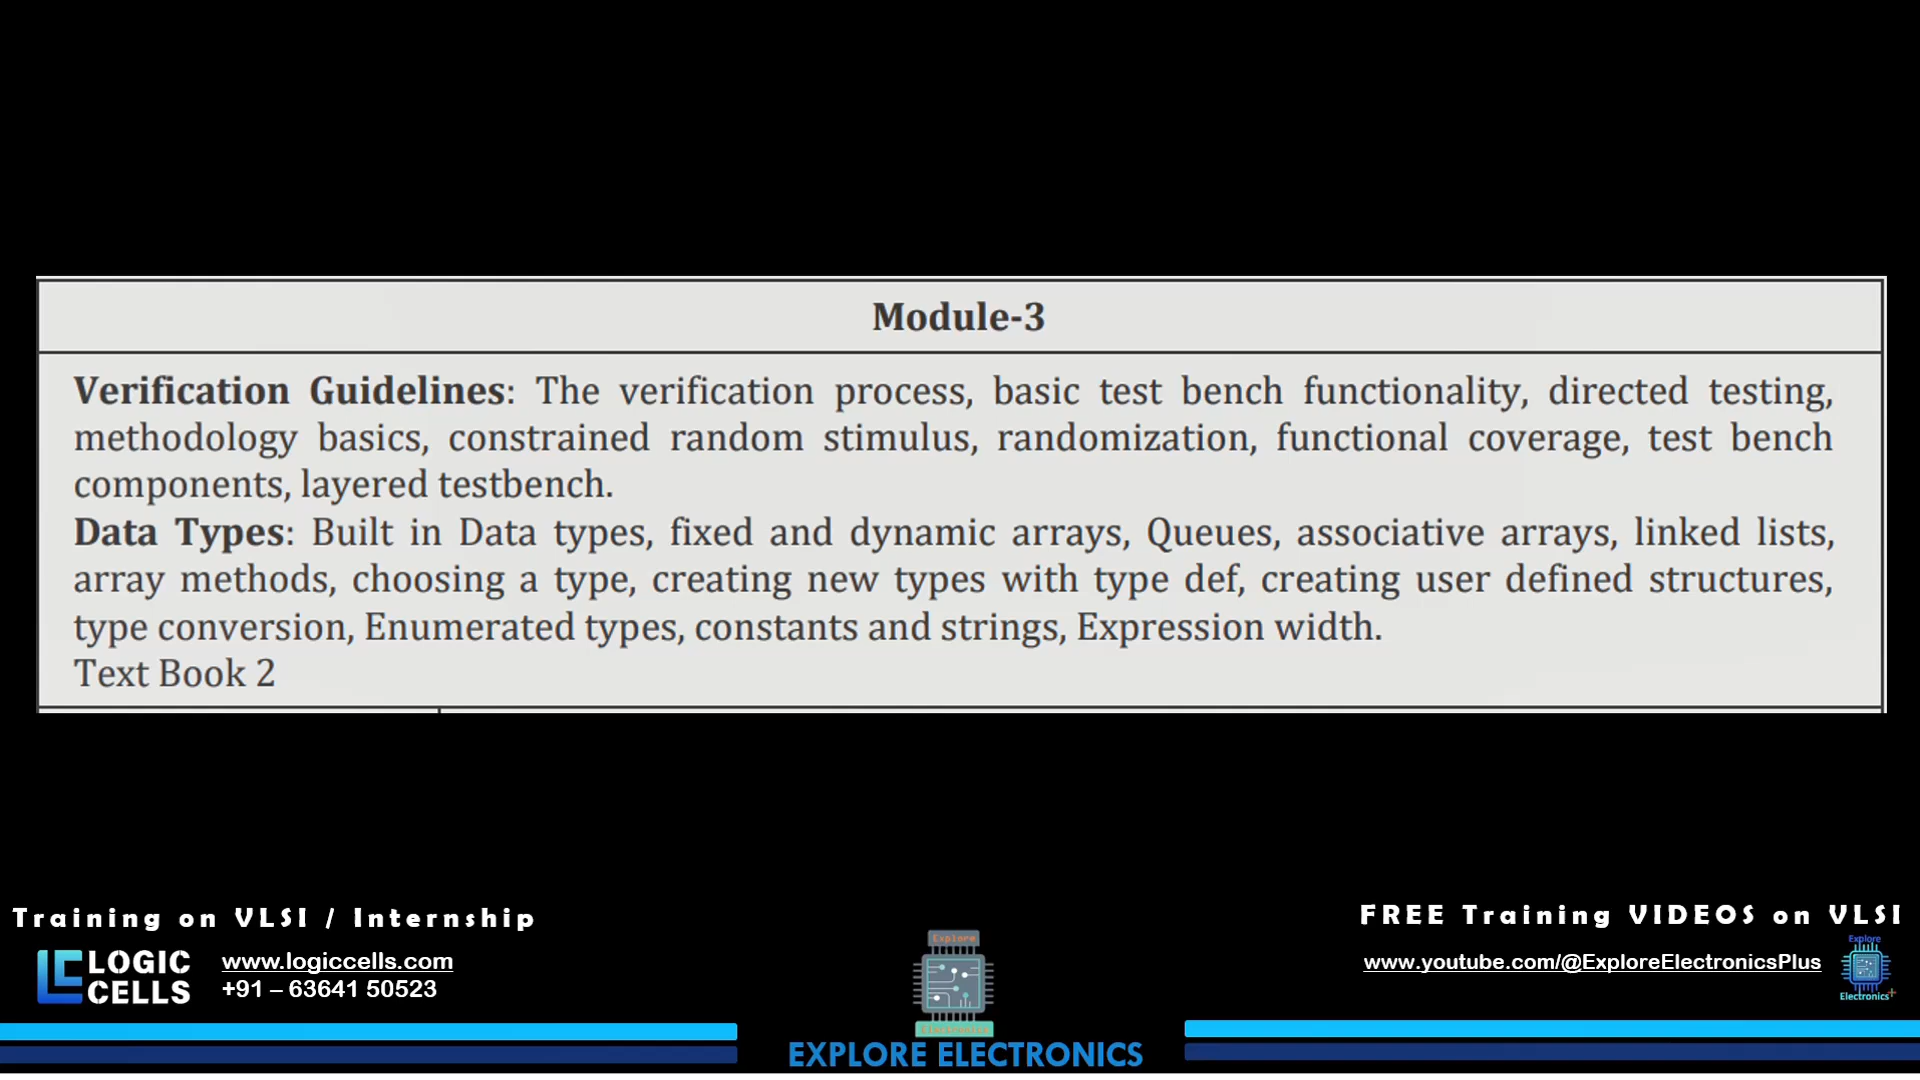 Module-3
Verification Guidelines: The verification process, basic test bench functionality, directed testing,
methodology basics, constrained random stimulus, randomization, functional coverage, test bench
components, layered testbench.
Data Types: Built in Data types, fixed and dynamic arrays, Queues, associative arrays, linked lists,
array methods, choosing a type, creating new types with type def, creating user defined structures,
type conversion, Enumerated types, constants and strings, Expression width.
Text Book 2
Training on VLSI / Internship
LOGIC
CELLS
www.logiccells.com
+91 – 63641 50523
Explore
Electronics
EXPLORE ELECTRONICS
FREE Training VIDEOS on VLSI
www.youtube.com/@ExploreElectronicsPlus
Explore
Electronics+